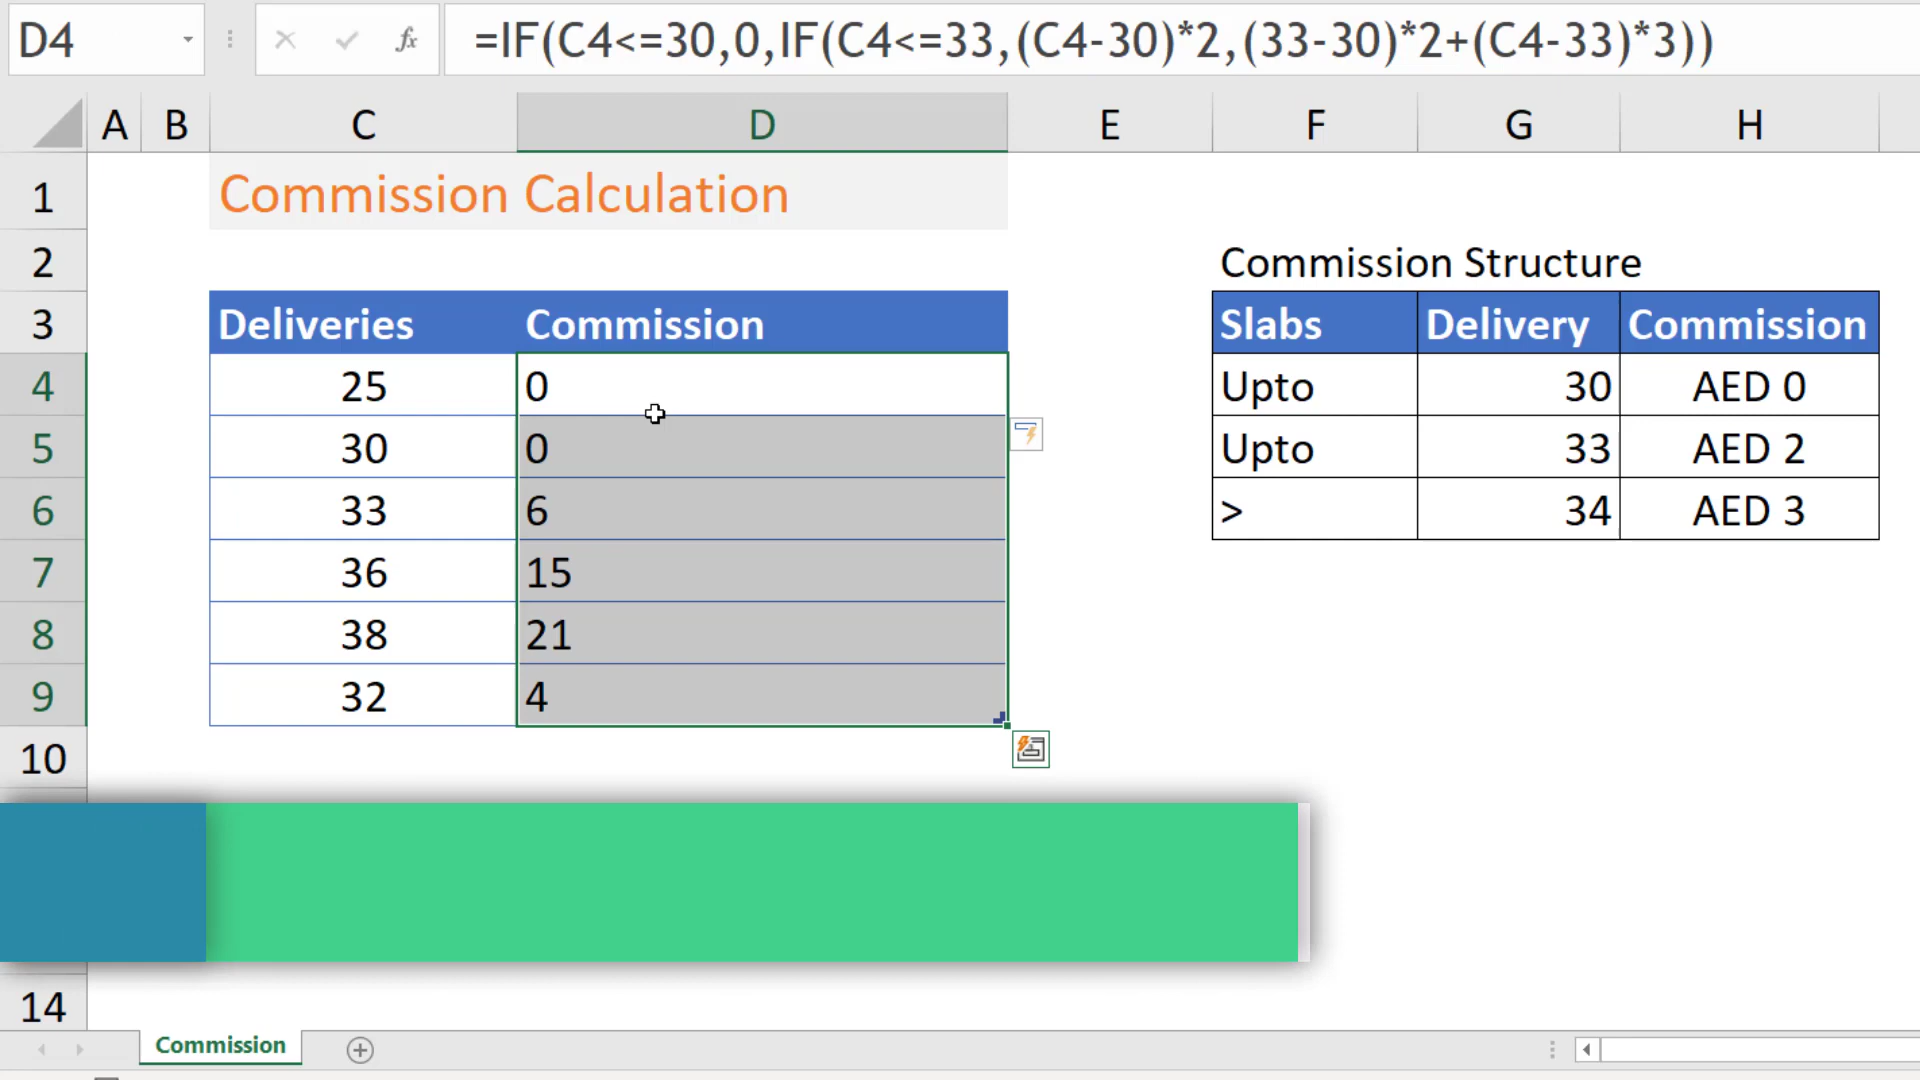 D4 fx =IF(C4<=30,0,IF(C4<=33,(C4-30)*2,(33-30)*2+(C4-33)*3))
A B C D E F G H
1 Commission Calculation
2 Commission Structure
3 Deliveries Commission Slabs Delivery Commission
4 25 0 Upto 30 AED 0
5 30 0 Upto 33 AED 2
6 33 6 > 34 AED 3
7 36 15
8 38 21
9 32 4
10
14
Commission